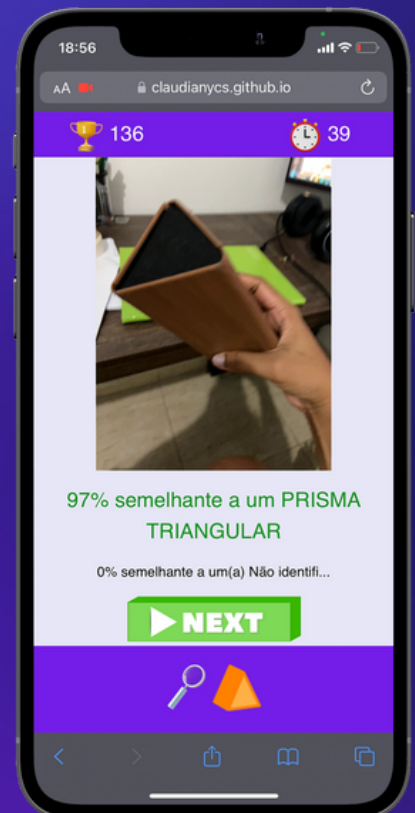 18:56
AA claudianycs.github.io
136 39
97% semelhante a um PRISMA
TRIANGULAR
0% semelhante a um(a) Não identifi...
NEXT